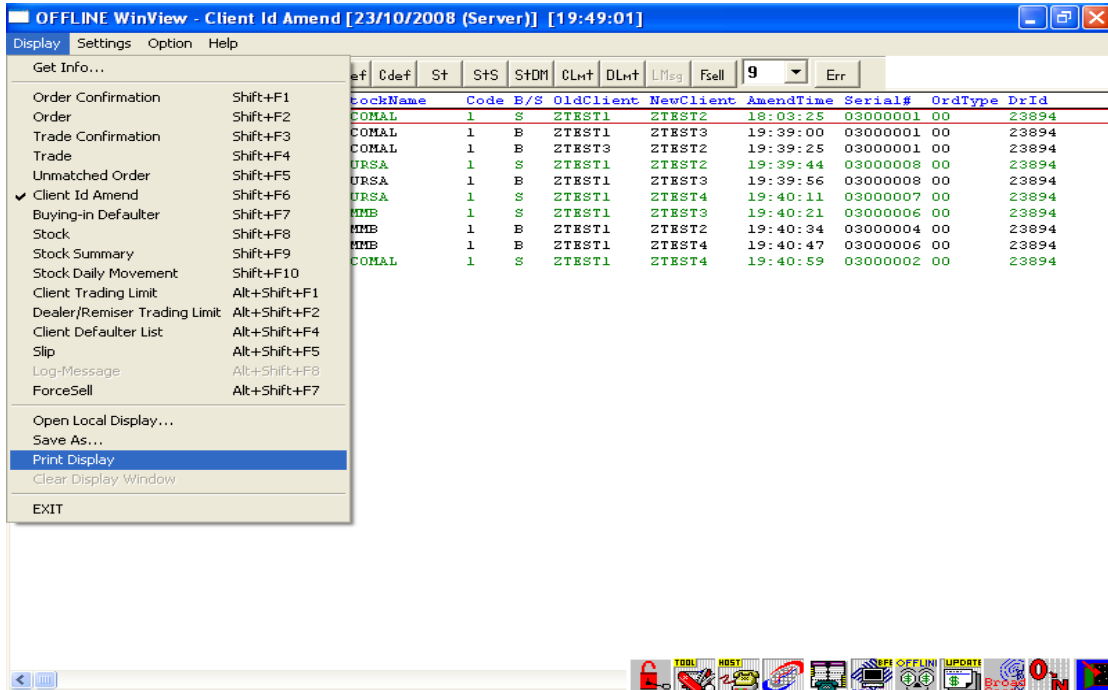 OFFLINE WinView - Client Id Amend [23/10/2008 (Server)] [19:49:01]
Display Settings Option Help
Get Info...
Order Confirmation Shift+F1
Order Shift+F2
Trade Confirmation Shift+F3
Trade Shift+F4
Unmatched Order Shift+F5
Client Id Amend Shift+F6
Buying-in Defaulter Shift+F7
Stock Shift+F8
Stock Summary Shift+F9
Stock Daily Movement Shift+F10
Client Trading Limit Alt+Shift+F1
Dealer/Remiser Trading Limit Alt+Shift+F2
Client Defaulter List Alt+Shift+F4
Slip Alt+Shift+F5
Log-Message Alt+Shift+F8
ForceSell Alt+Shift+F7
Open Local Display...
Save As...
Print Display
Clear Display Window
EXIT
ef Cdef St StS StDM CLmt DLmt LMsg Fsell 9 Err
tockName Code B/S OldClient NewClient AmendTime Serial# OrdType DrId
COMAL 1 S ZTEST1 ZTEST2 18:03:25 03000001 00 23894
COMAL 1 B ZTEST1 ZTEST3 19:39:00 03000001 00 23894
COMAL 1 B ZTEST3 ZTEST2 19:39:25 03000001 00 23894
URSA 1 S ZTEST1 ZTEST2 19:39:44 03000008 00 23894
URSA 1 B ZTEST1 ZTEST3 19:39:56 03000008 00 23894
URSA 1 S ZTEST1 ZTEST4 19:40:11 03000007 00 23894
MMB 1 S ZTEST1 ZTEST3 19:40:21 03000006 00 23894
MMB 1 B ZTEST1 ZTEST2 19:40:34 03000004 00 23894
MMB 1 B ZTEST1 ZTEST4 19:40:47 03000006 00 23894
COMAL 1 S ZTEST1 ZTEST4 19:40:59 03000002 00 23894
TOOL HOST BFE OFFLINE UPDATE Broad